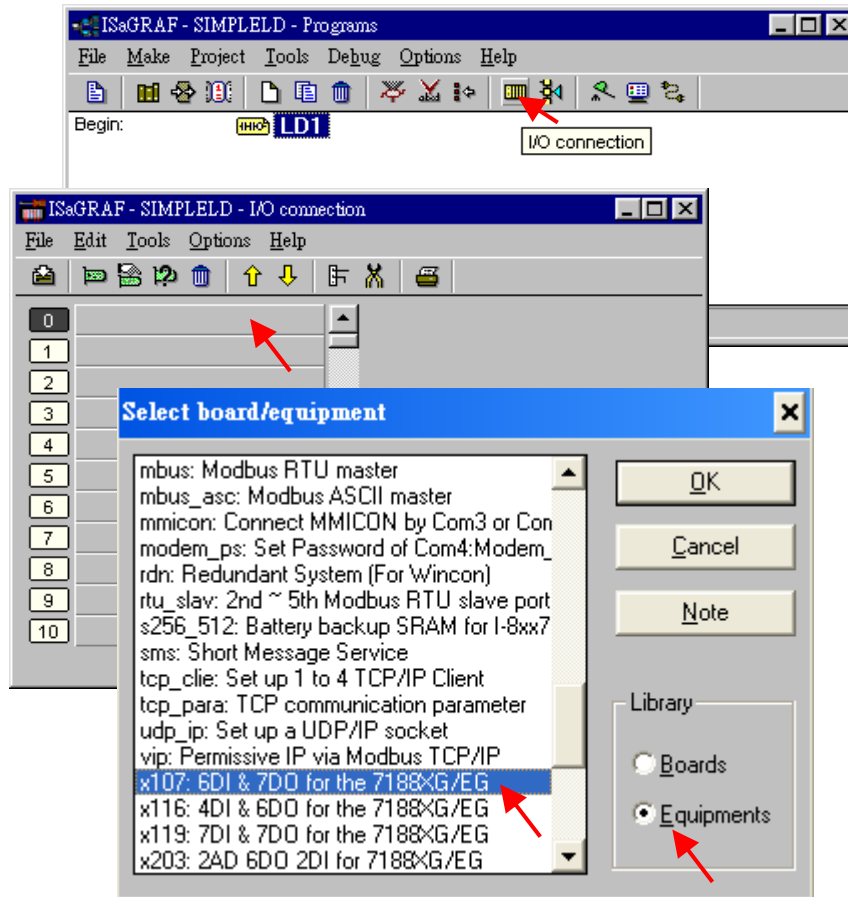 ISaGRAF - SIMPLELD - Programs
File Make Project Tools Debug Options Help
Begin: LD1
I/O connection
ISaGRAF - SIMPLELD - I/O connection
File Edit Tools Options Help
0
1
2
3
4
5
6
7
8
9
10
Select board/equipment
mbus: Modbus RTU master
mbus_asc: Modbus ASCII master
mmicon: Connect MMICON by Com3 or Con
modem_ps: Set Password of Com4:Modem_
rdn: Redundant System (For Wincon)
rtu_slav: 2nd ~ 5th Modbus RTU slave port
s256_512: Battery backup SRAM for I-8xx7
sms: Short Message Service
tcp_clie: Set up 1 to 4 TCP/IP Client
tcp_para: TCP communication parameter
udp_ip: Set up a UDP/IP socket
vip: Permissive IP via Modbus TCP/IP
x107: 6DI & 7DO for the 7188XG/EG
x116: 4DI & 6DO for the 7188XG/EG
x119: 7DI & 7DO for the 7188XG/EG
x203: 2AD 6DO 2DI for 7188XG/EG
OK
Cancel
Note
Library
Boards
Equipments